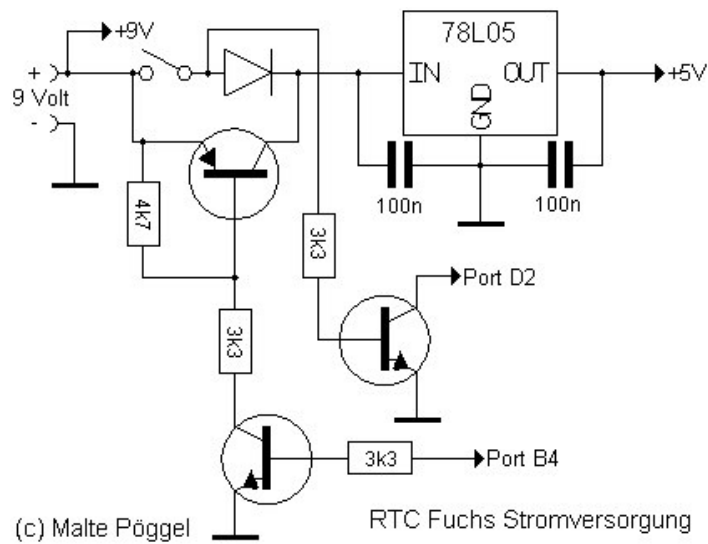 +9V
78L05
+
9 Volt
-
IN
OUT
GND
+5V
100n
100n
4k7
3k3
Port D2
3k3
3k3
Port B4
(c) Malte Pöggel
RTC Fuchs Stromversorgung